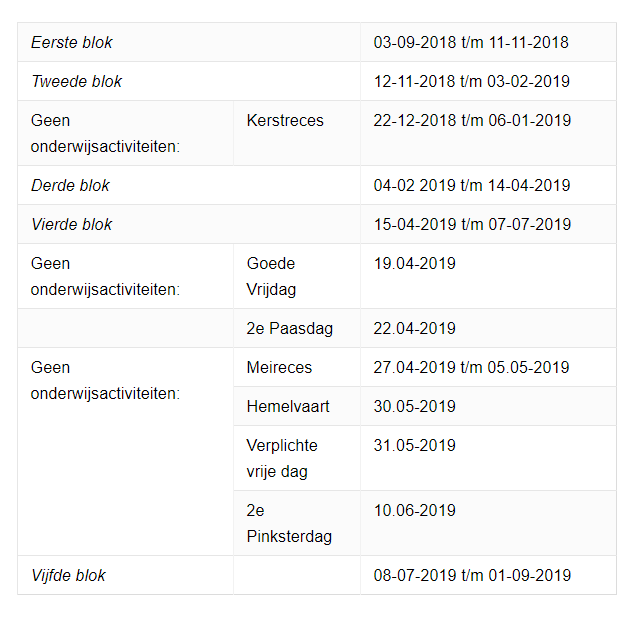 Eerste blok 03-09-2018 t/m 11-11-2018
Tweede blok 12-11-2018 t/m 03-02-2019
Geen Kerstreces 22-12-2018 t/m 06-01-2019
onderwijsactiviteiten:
Derde blok 04-02 2019 t/m 14-04-2019
Vierde blok 15-04-2019 t/m 07-07-2019
Geen Goede 19.04-2019
onderwijsactiviteiten: Vrijdag
2e Paasdag 22.04-2019
Geen Meireces 27.04-2019 t/m 05.05-2019
onderwijsactiviteiten:
Hemelvaart 30.05-2019
Verplichte 31.05-2019
vrije dag
2e 10.06-2019
Pinksterdag
Vijfde blok 08-07-2019 t/m 01-09-2019